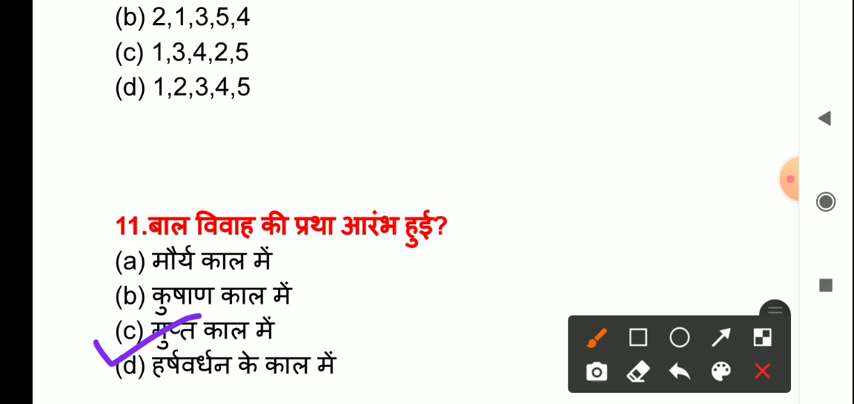 (b) 2,1,3,5,4
(c) 1,3,4,2,5
(d) 1,2,3,4,5
11.बाल विवाह की प्रथा आरंभ हुई?
(a) मौर्य काल में
(b) कुषाण काल में
(c) गुप्त काल में
(d) हर्षवर्धन के काल में